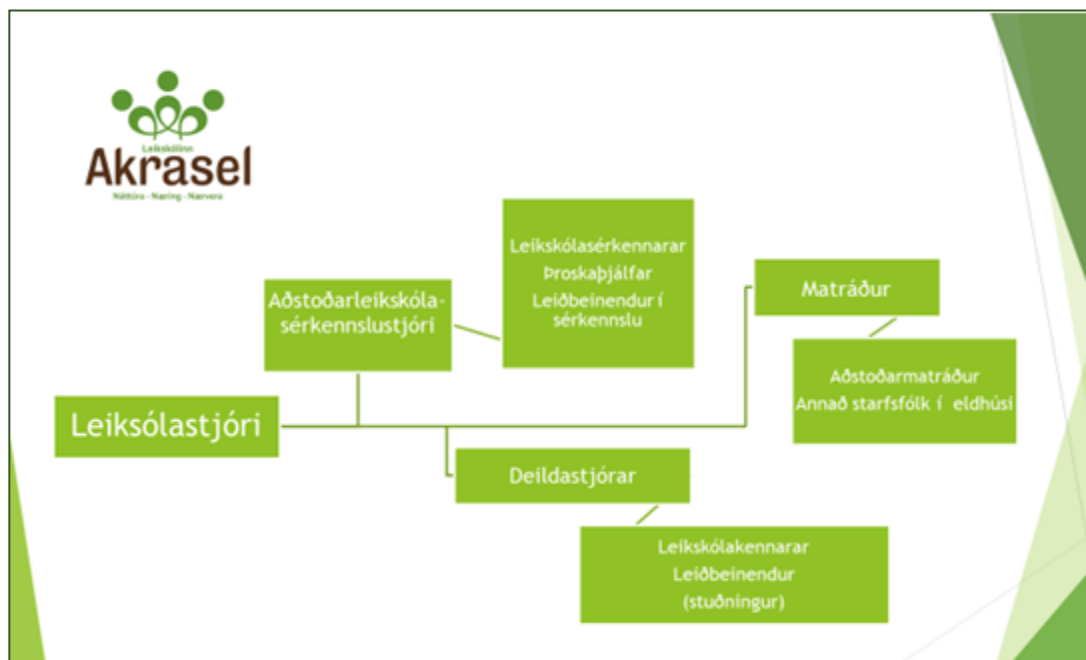 Leikskólinn
Akrasel
Náttúra - Næring - Nærvera
Leikskólasérkennarar
Þroskaþjálfar
Leiðbeinendur í
sérkennslu
Aðstoðarleikskóla-
sérkennslustjóri
Matráður
Aðstoðarmatráður
Annað starfsfólk í eldhúsi
Leiksólastjóri
Deildastjórar
Leikskólakennarar
Leiðbeinendur
(stuðningur)